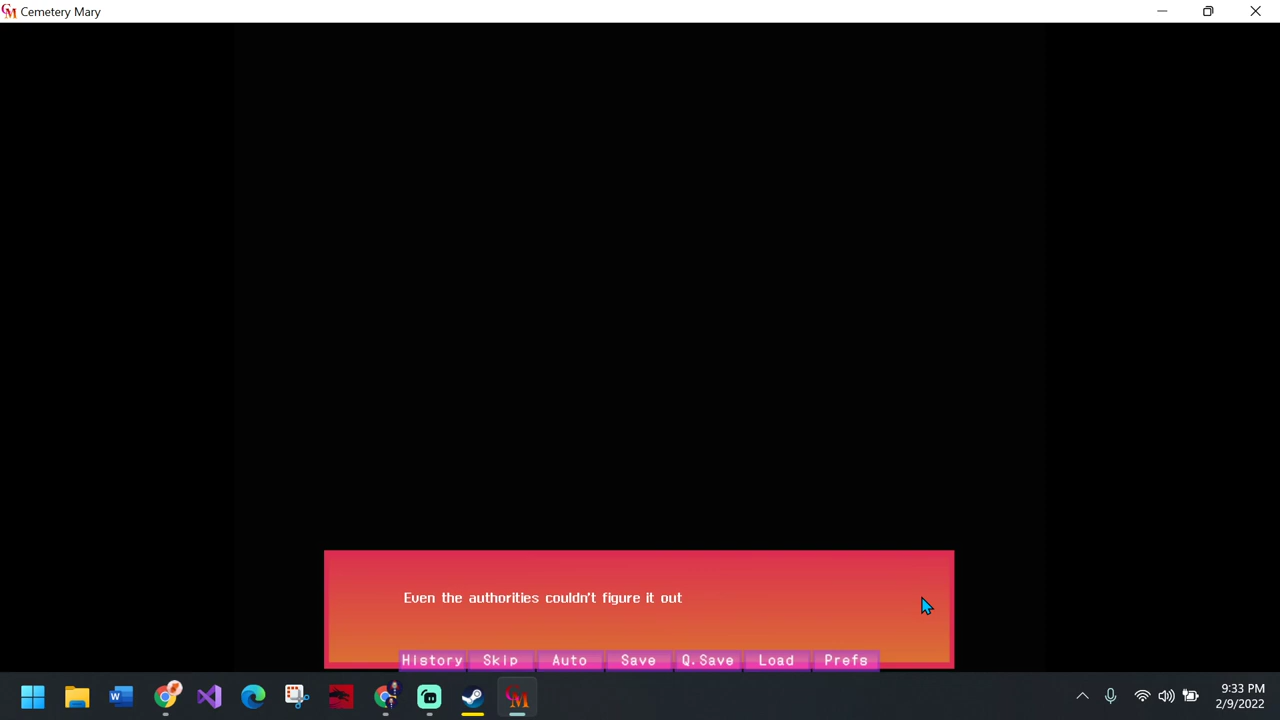 Cemetery Mary
Even the authorities couldn't figure it out
History Skip Auto Save Q.Save Load Prefs
9:33 PM
2/9/2022